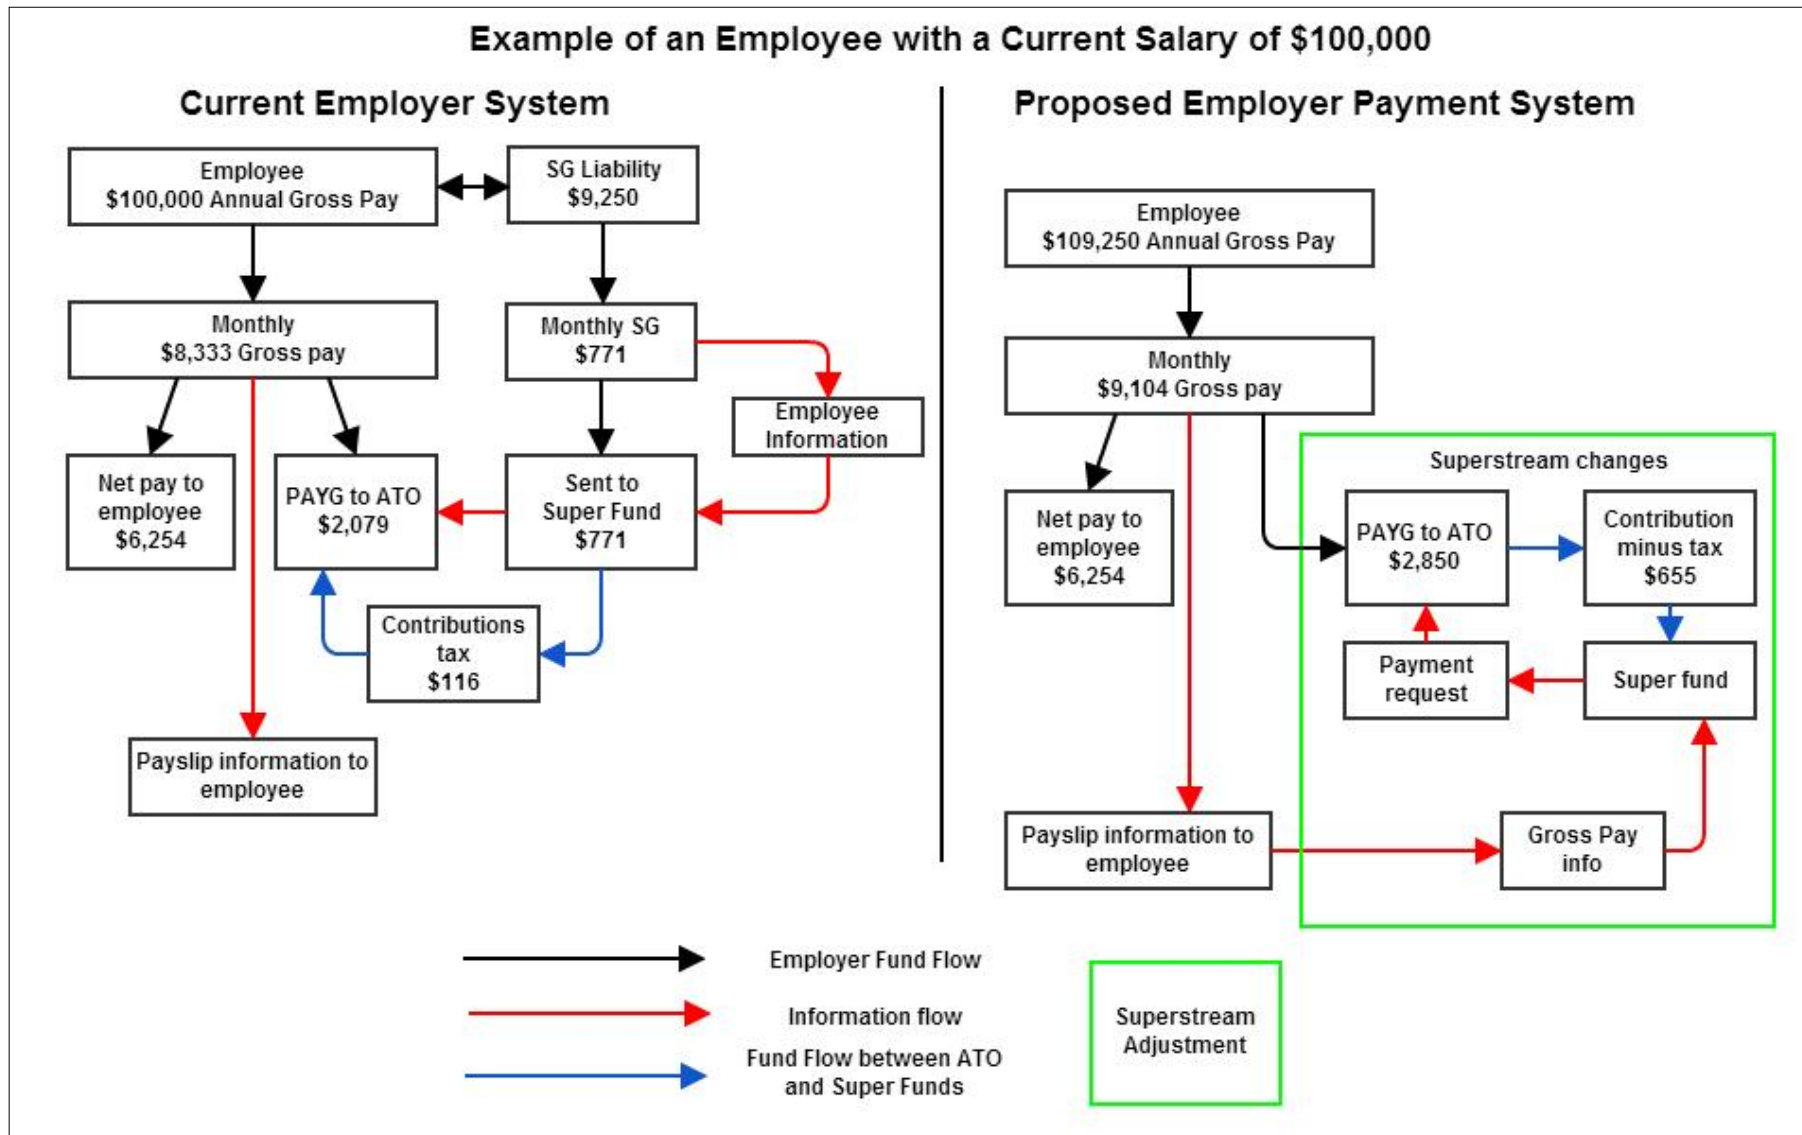 Example of an Employee with a Current Salary of $100,000
Current Employer System
Employee
$100,000 Annual Gross Pay
SG Liability
$9,250
Monthly
$8,333 Gross pay
Monthly SG
$771
Employee
Information
Net pay to
employee
$6,254
PAYG to ATO
$2,079
Sent to
Super Fund
$771
Contributions
tax
$116
Payslip information to
employee
Proposed Employer Payment System
Employee
$109,250 Annual Gross Pay
Monthly
$9,104 Gross pay
Superstream changes
Net pay to
employee
$6,254
PAYG to ATO
$2,850
Contribution
minus tax
$655
Payment
request
Super fund
Payslip information to
employee
Gross Pay
info
Employer Fund Flow
Information flow
Fund Flow between ATO
and Super Funds
Superstream
Adjustment